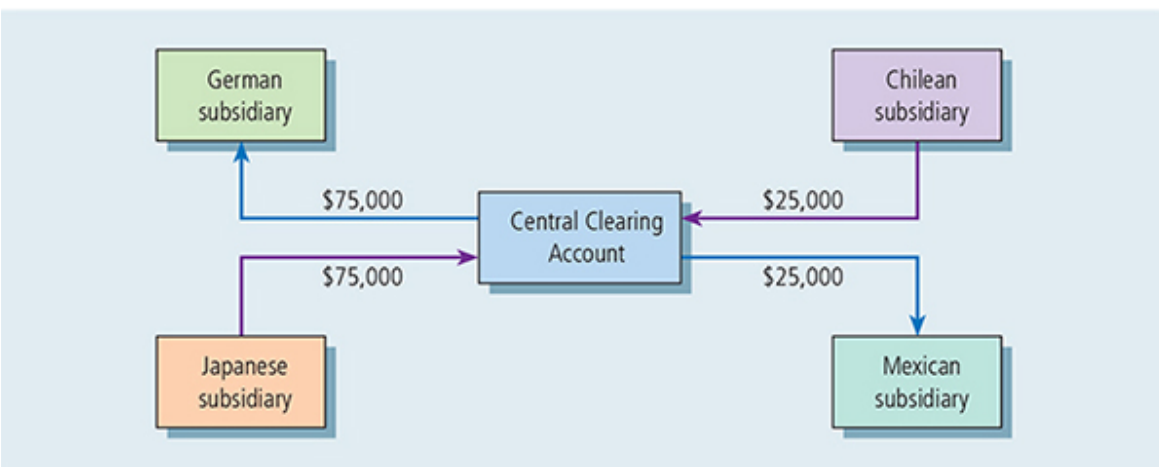 German
subsidiary
Chilean
subsidiary
$75,000
$25,000
Central Clearing
Account
$75,000
$25,000
Japanese
subsidiary
Mexican
subsidiary